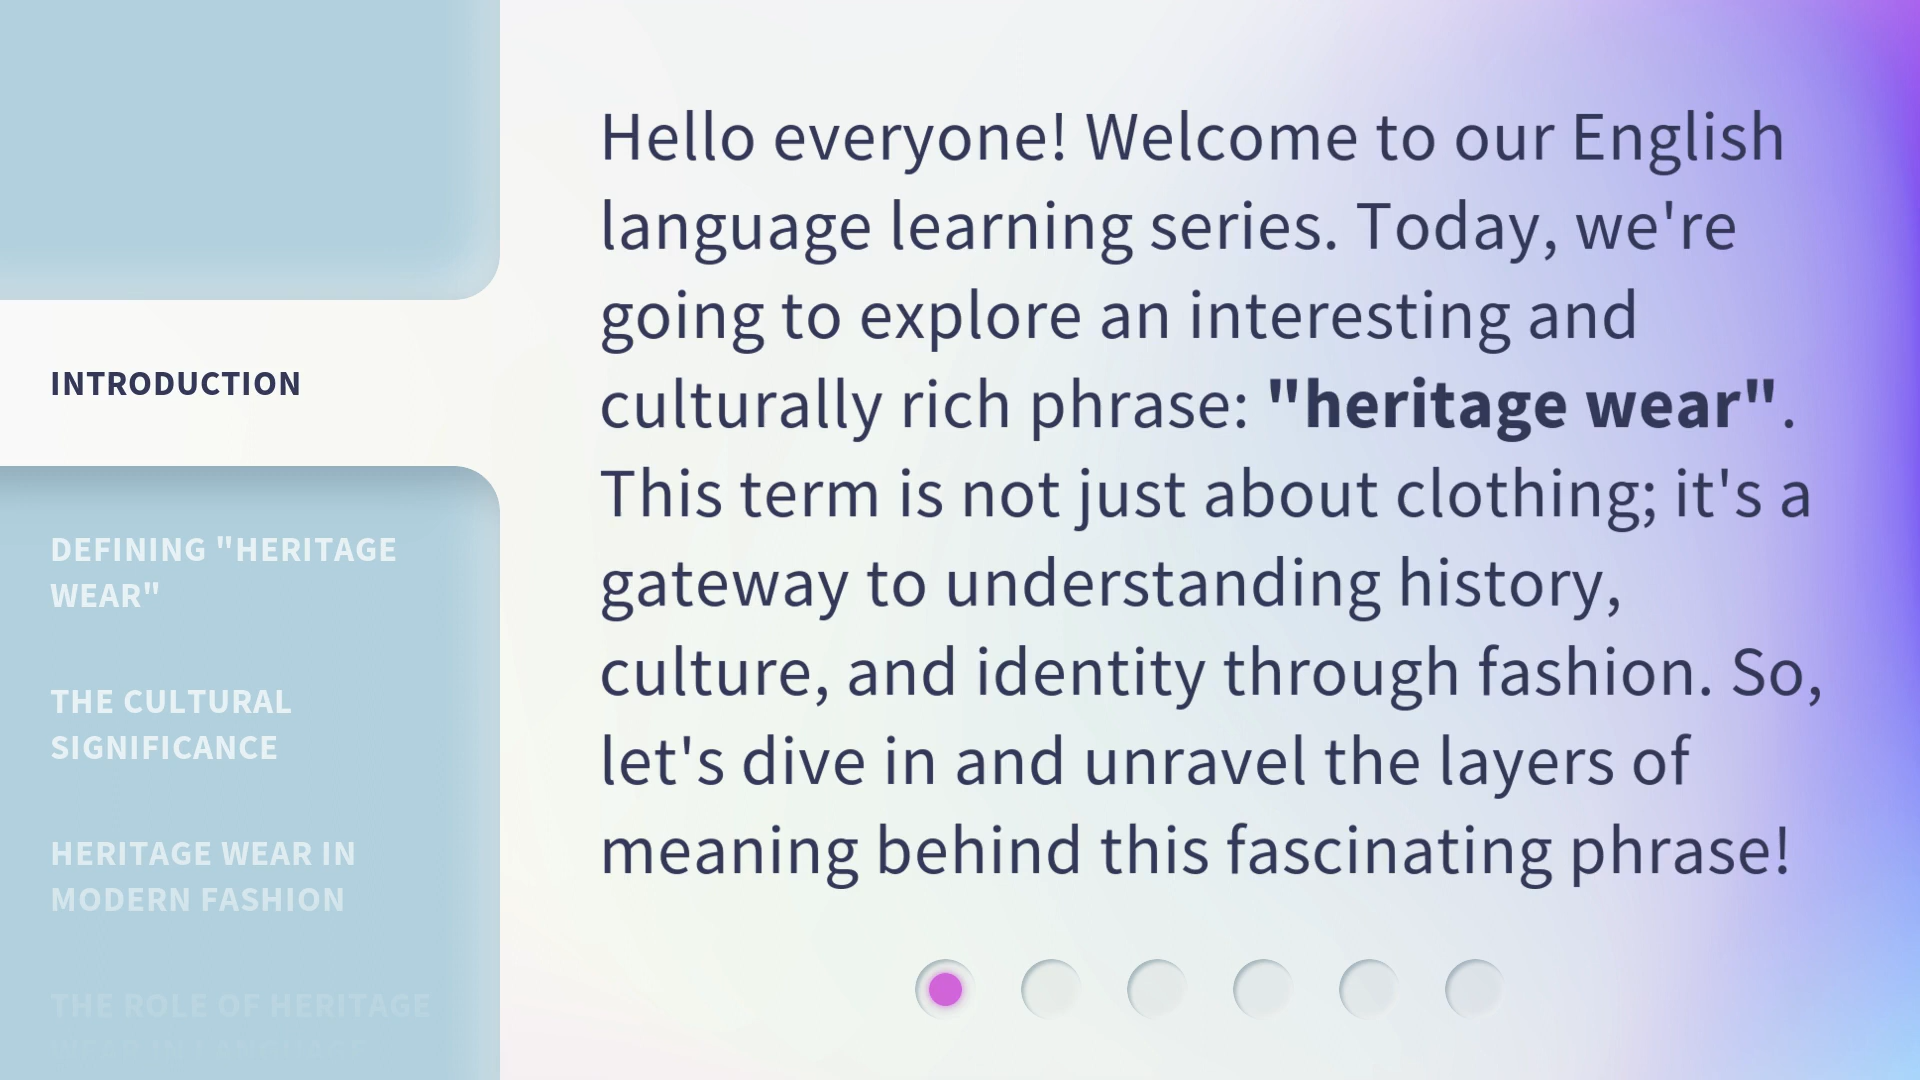 INTRODUCTION
DEFINING "HERITAGE
WEAR"
THE CULTURAL
SIGNIFICANCE
HERITAGE WEAR IN
MODERN FASHION
THE ROLE OF HERITAGE
WEAR IN LANGUAGE
Hello everyone! Welcome to our English
language learning series. Today, we're
going to explore an interesting and
culturally rich phrase: "heritage wear".
This term is not just about clothing; it's a
gateway to understanding history,
culture, and identity through fashion. So,
let's dive in and unravel the layers of
meaning behind this fascinating phrase!